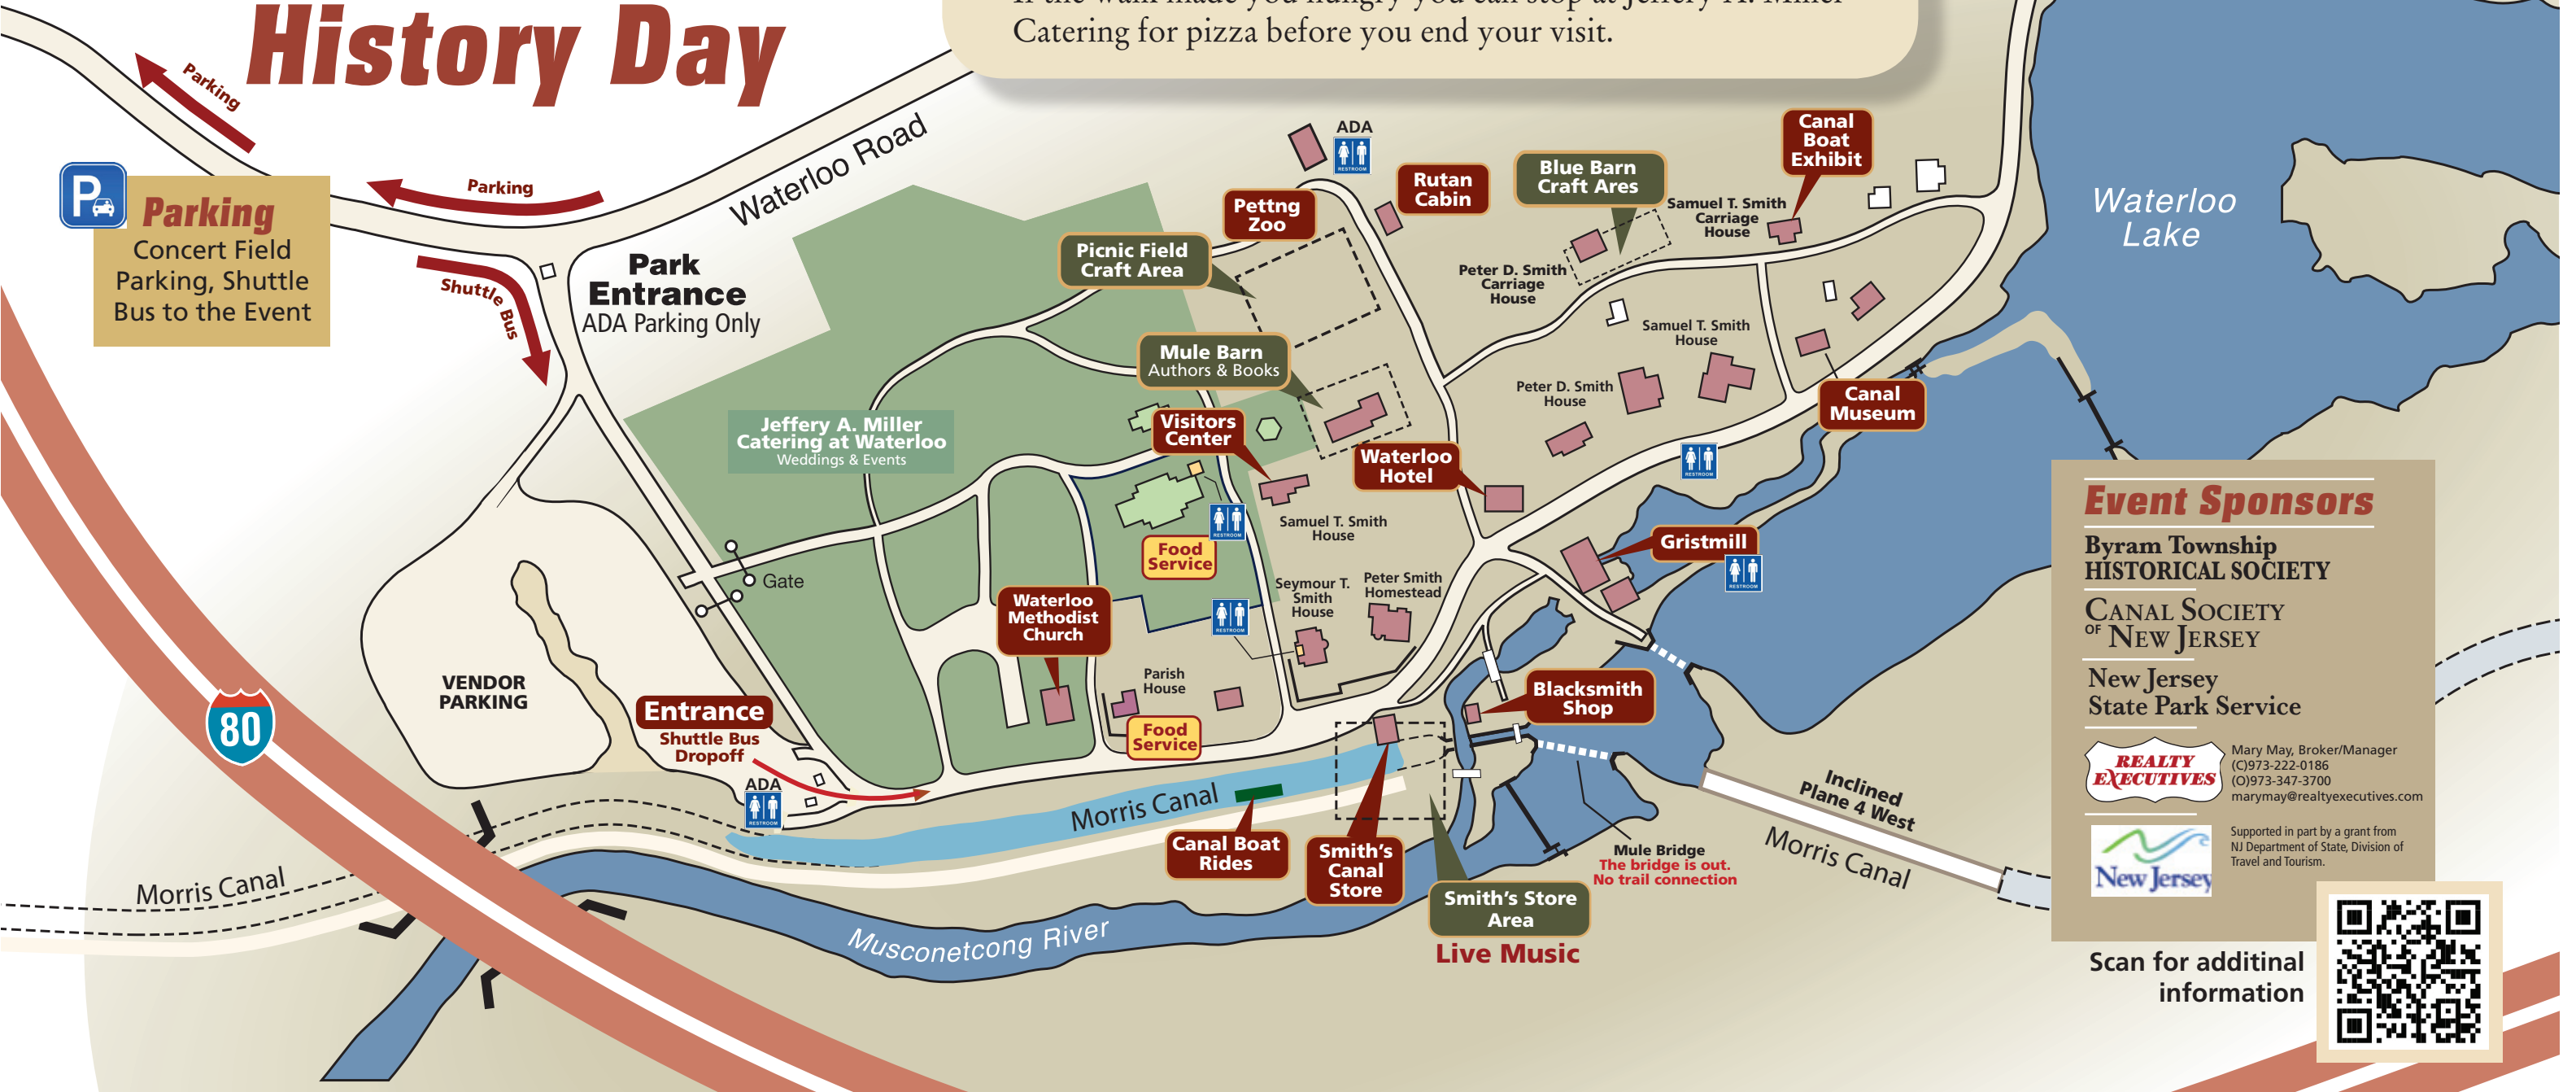 History Day
Catering for pizza before you end your visit.
Parking
Parking
P
Parking
Concert Field
Parking, Shuttle
Bus to the Event
Shuttle Bus
Waterloo Road
Park
Entrance
ADA Parking Only
ADA
RESTROOM
Pettng
Zoo
Rutan
Cabin
Blue Barn
Craft Ares
Canal
Boat
Exhibit
Samuel T. Smith
Carriage
House
Picnic Field
Craft Area
Peter D. Smith
Carriage
House
Waterloo
Lake
Mule Barn
Authors & Books
Samuel T. Smith
House
Peter D. Smith
House
Canal
Museum
Jeffery A. Miller
Catering at Waterloo
Weddings & Events
Visitors
Center
Waterloo
Hotel
RESTROOM
RESTROOM
Samuel T. Smith
House
Food
Service
Gristmill
RESTROOM
Gate
Waterloo
Methodist
Church
RESTROOM
Seymour T.
Smith
House
Peter Smith
Homestead
Parish
House
Blacksmith
Shop
VENDOR
PARKING
80
Entrance
Shuttle Bus
Dropoff
ADA
RESTROOM
Food
Service
Morris Canal
Canal Boat
Rides
Smith's
Canal
Store
Smith's Store
Area
Live Music
Mule Bridge
The bridge is out.
No trail connection
Inclined
Plane 4 West
Morris Canal
Morris Canal
Musconetcong River
Event Sponsors
Byram Township
HISTORICAL SOCIETY
CANAL SOCIETY
OF NEW JERSEY
New Jersey
State Park Service
REALTY
EXECUTIVES
Mary May, Broker/Manager
(C)973-222-0186
(O)973-347-3700
marymay@realtyexecutives.com
New Jersey
Supported in part by a grant from
NJ Department of State, Division of
Travel and Tourism.
Scan for additinal
information